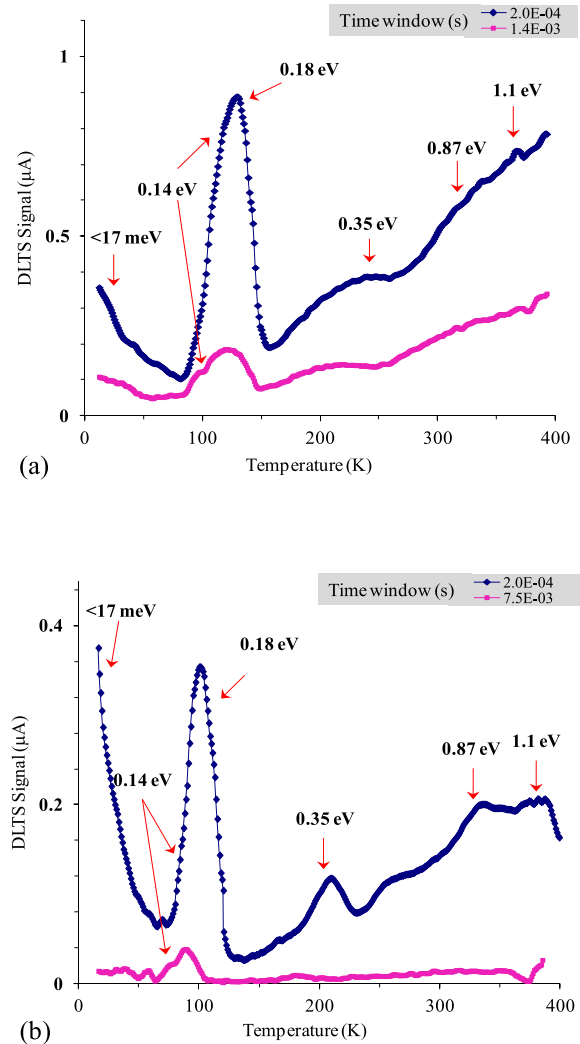 Time window (s)
2.0E-04
1.4E-03
1
0.18 eV
1.1 eV
0.87 eV
0.14 eV
0.5
0.35 eV
<17 meV
DLTS Signal (µA)
0
0
100
200
300
400
Temperature (K)
(a)
Time window (s)
2.0E-04
7.5E-03
<17 meV
0.4
0.18 eV
0.87 eV
1.1 eV
0.14 eV
0.2
0.35 eV
DLTS Signal (µA)
0
0
100
200
300
400
Temperature (K)
(b)